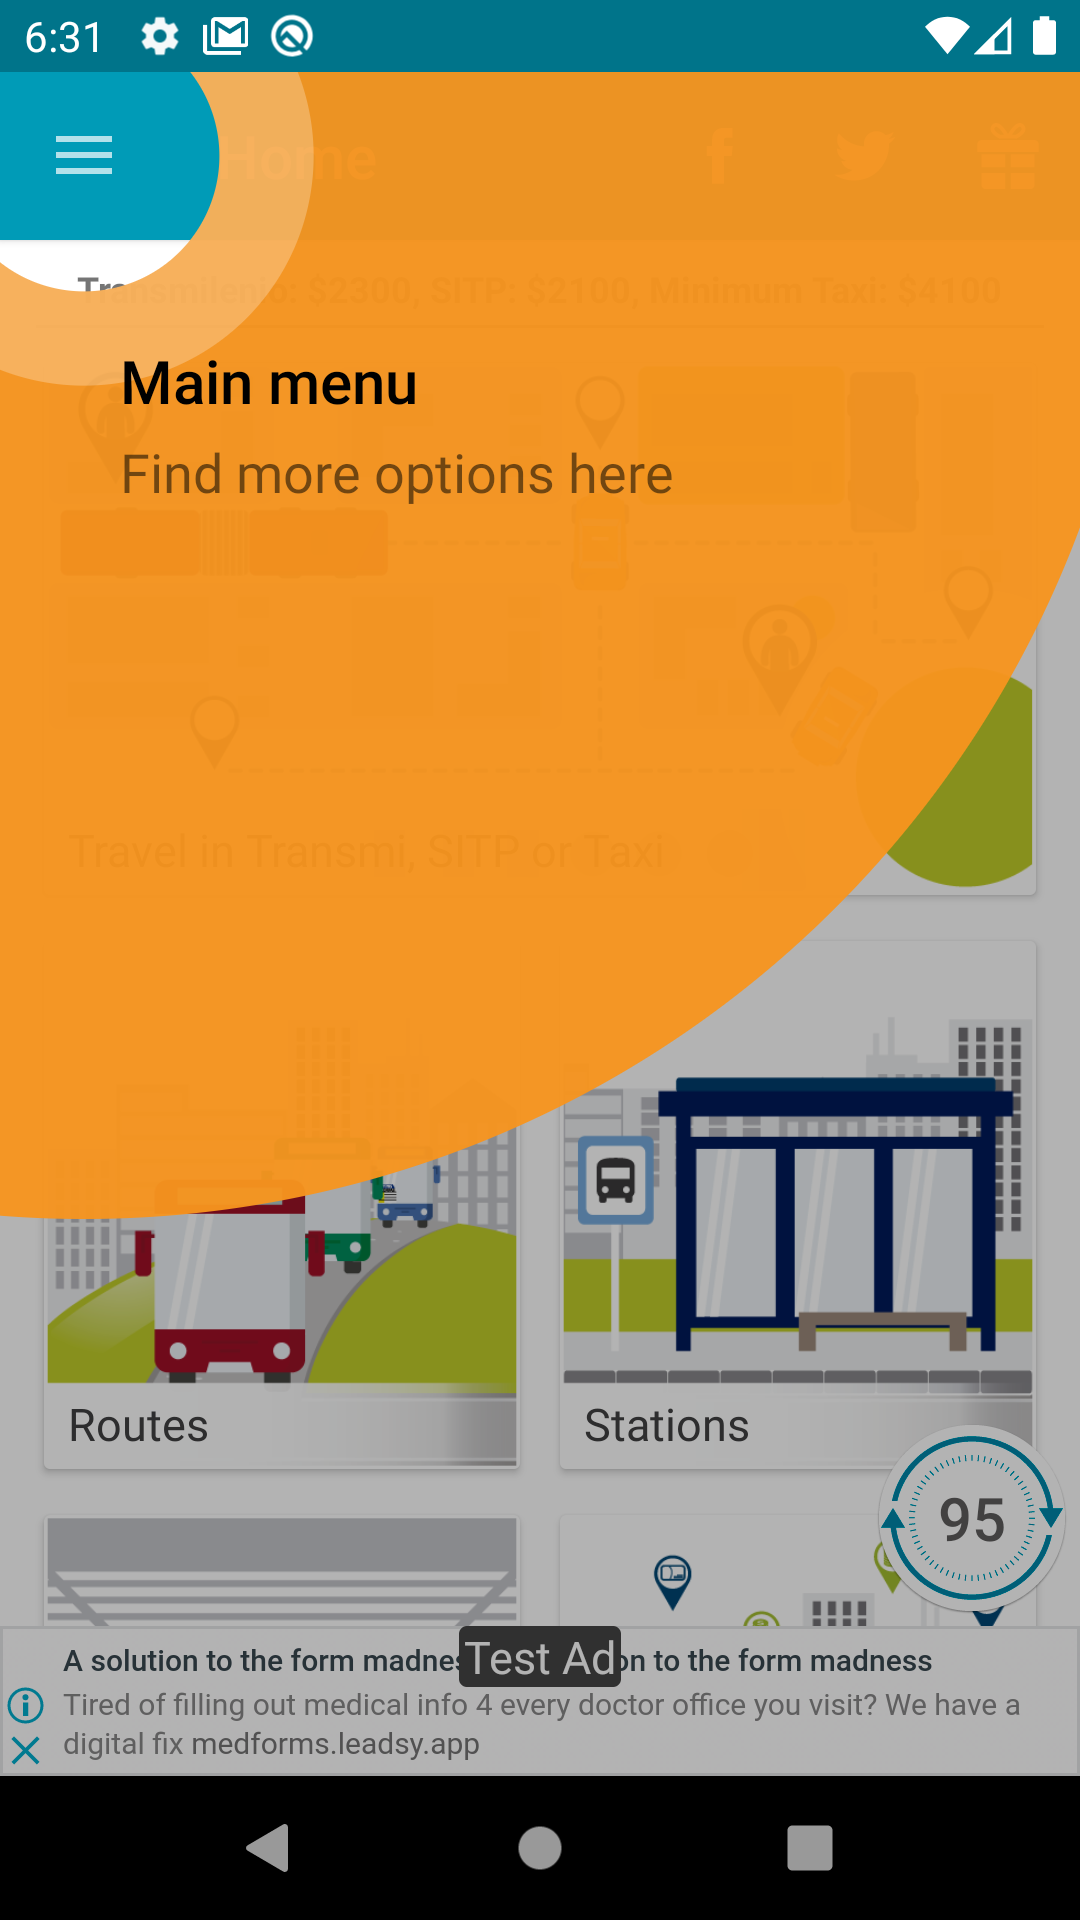 6:31
Home
Transmilenio: $2300, SITP: $2100, Minimum Taxi: $4100
Main menu
Find more options here
Travel in Transmi, SITP or Taxi
Routes
Stations
95
A solution to the form madnes
Test Ad
on to the form madness
Tired of filling out medical info 4 every doctor office you visit? We have a
digital fix medforms.leadsy.app